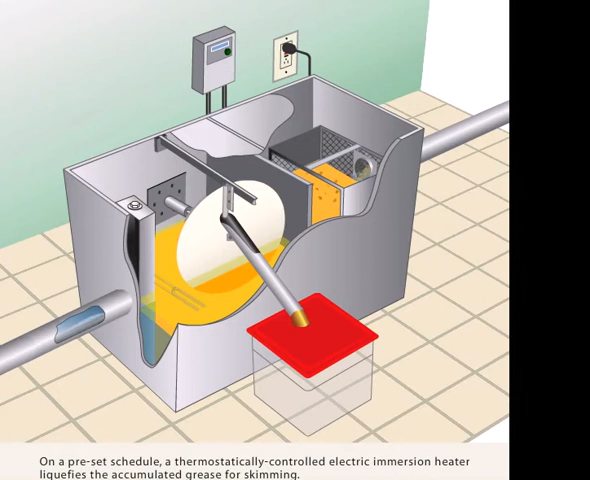 On a pre-set schedule, a thermostatically-controlled electric immersion heater
liquefies the accumulated grease for skimming.